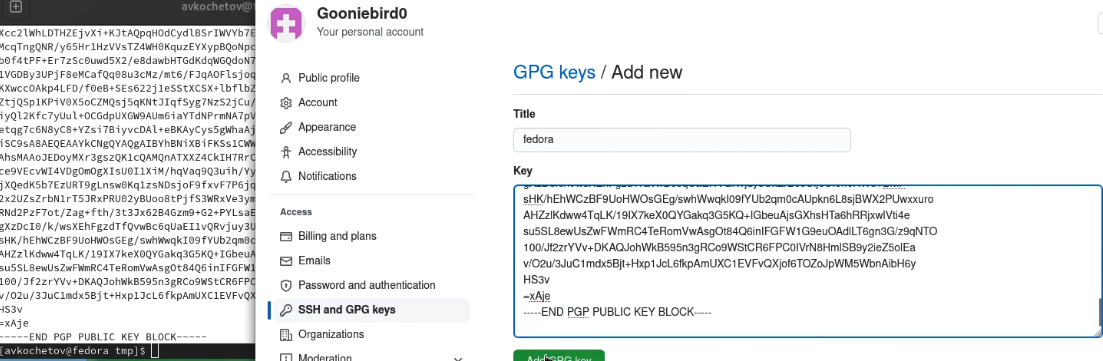 avkochetov@f
Xcc2lWhLDTHZEjvXi+KJtAQpqHOdCydlBSrIWVYb7E
McqTngQNR/y65Hr1HzVVsTZ4WH0KquzEYXypBQoNpc
b0f4tPF+Er7zSc0uwd5X2/e8dawbHTGdKdqWGQdoN7
1VGDBy3UPjF8eMCafQq08u3cMz/mt6/FJqAOFlsjoq
KXwccOAkp4LFD/f0eB+SEs622j1eSStXCSX+lbflbZ
ZtjQSp1KPiV0X5oCZMQsj5qKNtJIqfSyg7NzS2jCu/
iyQl2Kfc7yUul+OCGdpUXGW9AUm6iaYTdNPrmNA7pV
etqg7c6N8yC8+YZsi7BiyvcDAl+eBKAyCys5gWhaAj
iSC9sA8AEQEAAYkCNgQYAQgAIBYhBNiXBiFKSs1CWW
AhsMAAoJEDoyMXr3gszQK1cQAMQnATXXZ4CkIH7RrC
ce9VEcvWI4VDgOmOgXIsU0I1XiM/hqVaq9Q3uih/Yy
jXQedK5b7EzURT9gLnsw0Kq1zsNDsjoF9fxvF7P6jq
2x2UZsZrbN1rT5JRxPRU02yBUoo8tPjfS3WRxVe3ym
RNd2PzF7ot/Zag+fth/3t3Jx62B4Gzm9+G2+PYLsaE
gXzDcI0/k/wsXEhFgzdTfQvwBc6qUaEI1vQRvjuy3U
sHK/hEhWCzBF9UoHWOsGEg/swhWwqkI09fYUb2qm0c
AHZzlKdww4TqLK/19IX7keX0QYGakq3G5KQ+IGbeuA
su5SL8ewUsZwFWmRC4TeRomVwAsgOt84Q6inIFGFW1
100/Jf2zrYVv+DKAQJohWkB595n3gRCo9WStCR6FPC
v/O2u/3JuC1mdx5Bjt+Hxp1JcL6fkpAmUXC1EVFvQX
HS3v
=xAje
-----END PGP PUBLIC KEY BLOCK-----
[avkochetov@fedora tmp]$
Gooniebird0
Your personal account
Public profile
Account
Appearance
Accessibility
Notifications
Access
Billing and plans
Emails
Password and authentication
SSH and GPG keys
Organizations
Moderation
GPG keys / Add new
Title
fedora
Key
sHK/hEhWCzBF9UoHWOsGEg/swhWwqkI09fYUb2qm0cAUpkn6L8sjBWX2PUwxxuro
AHZzlKdww4TqLK/19IX7keX0QYGakq3G5KQ+IGbeuAjsGXhsHTa6hRRjxwIVti4e
su5SL8ewUsZwFWmRC4TeRomVwAsgOt84Q6inIFGFW1G9euOAdlLT6gn3G/z9qNTO
100/Jf2zrYVv+DKAQJohWkB595n3gRCo9WStCR6FPC0IVrN8HmlSB9y2ieZ5olEa
v/O2u/3JuC1mdx5Bjt+Hxp1JcL6fkpAmUXC1EVFvQXjof6TOZoJpWM5WbnAibH6y
HS3v
=xAje
-----END PGP PUBLIC KEY BLOCK-----
Add GPG key